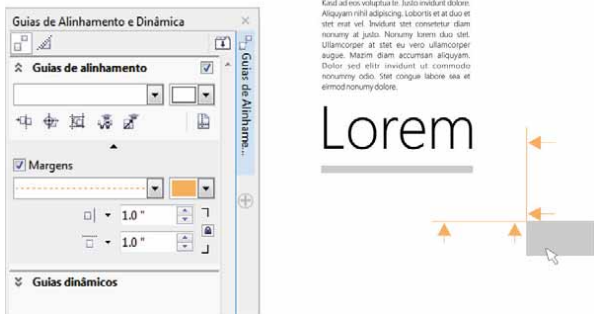 Guias de Alinhamento e Dinâmica
Guias de alinhamento
Margens
1.0 "
1.0 "
Guias dinâmicos
Guias de Alinhame...
Kasd ad eos voluptua te. Justo invidunt dolore.
Aliquyam nihil adipiscing. Lobortis et at duo et
stet erat vel. Invidunt stet consetetur diam
nonumy at justo. Nonumy lorem duo stet.
Ullamcorper at stet eu vero ullamcorper
augue. Mazim diam accumsan aliquyam.
Dolor sed elitr invidunt ut commodo
nonummy odio. Stet congue labore sea et
eirmod nonumy dolore.
Lorem